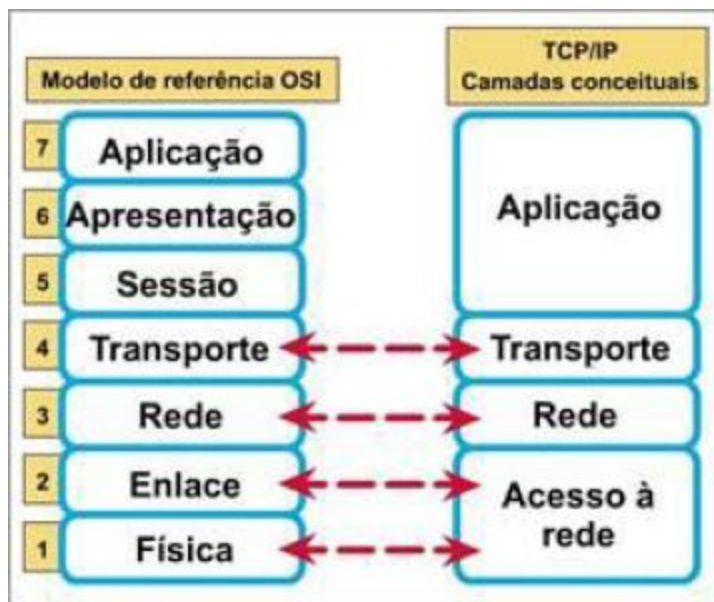 Modelo de referência OSI
TCP/IP
Camadas conceituais
7
Aplicação
6
Apresentação
5
Sessão
4
Transporte
3
Rede
2
Enlace
1
Física
Aplicação
Transporte
Rede
Acesso à
rede